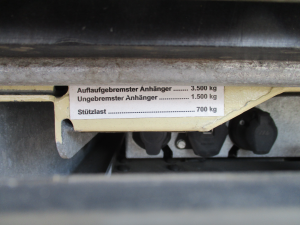 Auflaufgebremster Anhänger ........ 3.500 kg
Ungebremster Anhänger ................ 1.500 kg
Stützlast ............................................. 700 kg